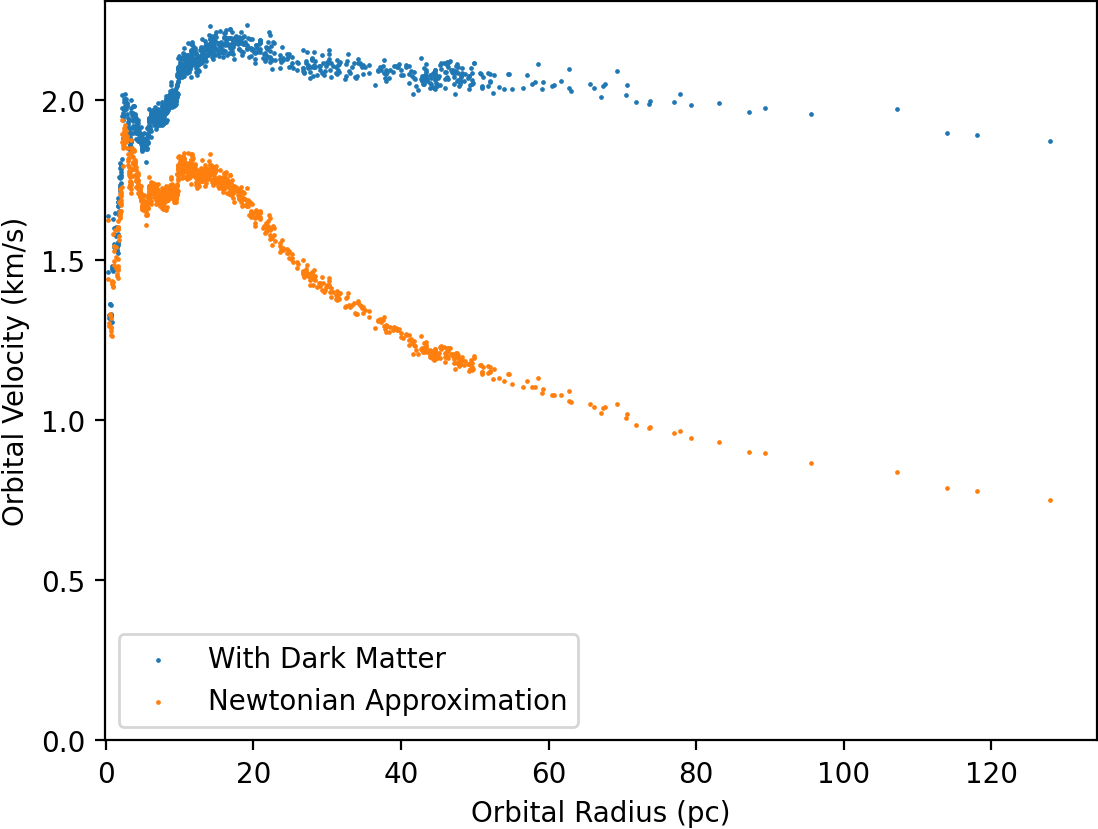 2.0
1.5
1.0
0.5
0.0
Orbital Velocity (km/s)
With Dark Matter
Newtonian Approximation
0 20 40 60 80 100 120
Orbital Radius (pc)